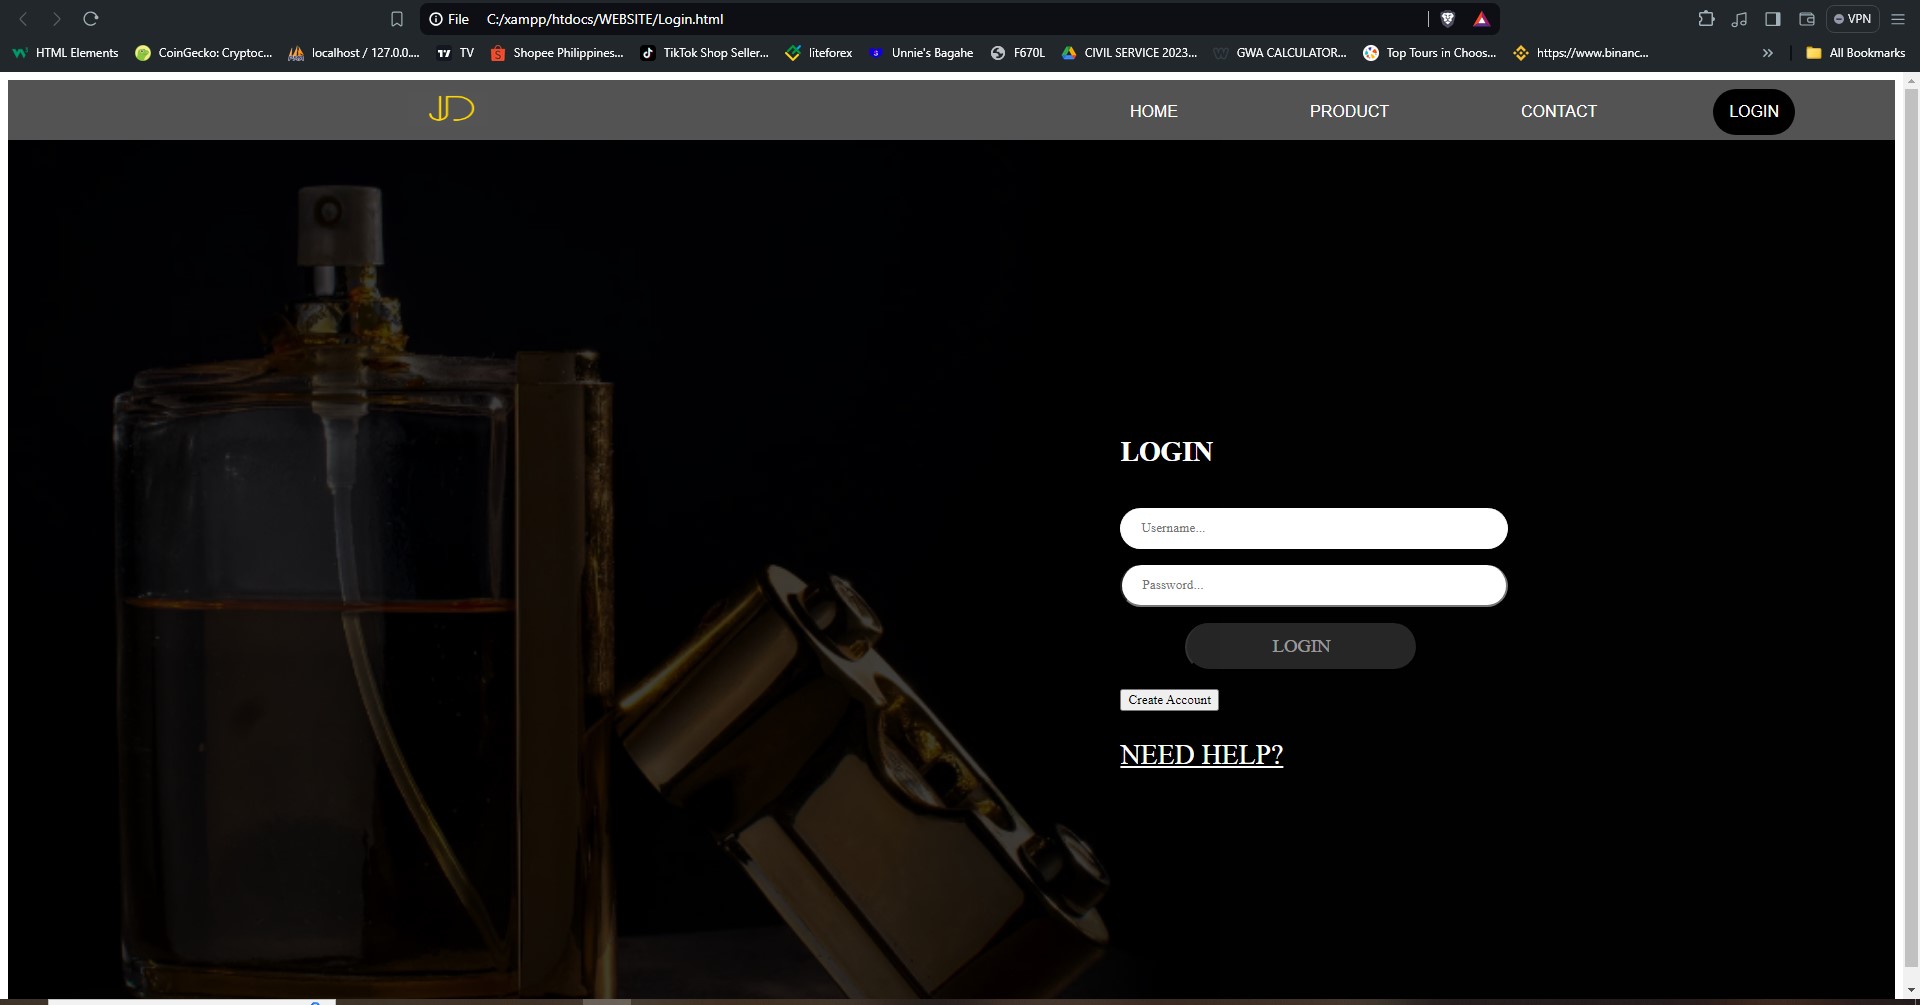 File C:/xampp/htdocs/WEBSITE/Login.html VPN
HTML Elements CoinGecko: Cryptoc... localhost / 127.0.0.... TV Shopee Philippines... TikTok Shop Seller... liteforex Unnie's Bagahe F670L CIVIL SERVICE 2023... GWA CALCULATOR... Top Tours in Choos... https://www.binanc... » All Bookmarks
JD HOME PRODUCT CONTACT LOGIN
LOGIN
Username...
Password...
LOGIN
Create Account
NEED HELP?